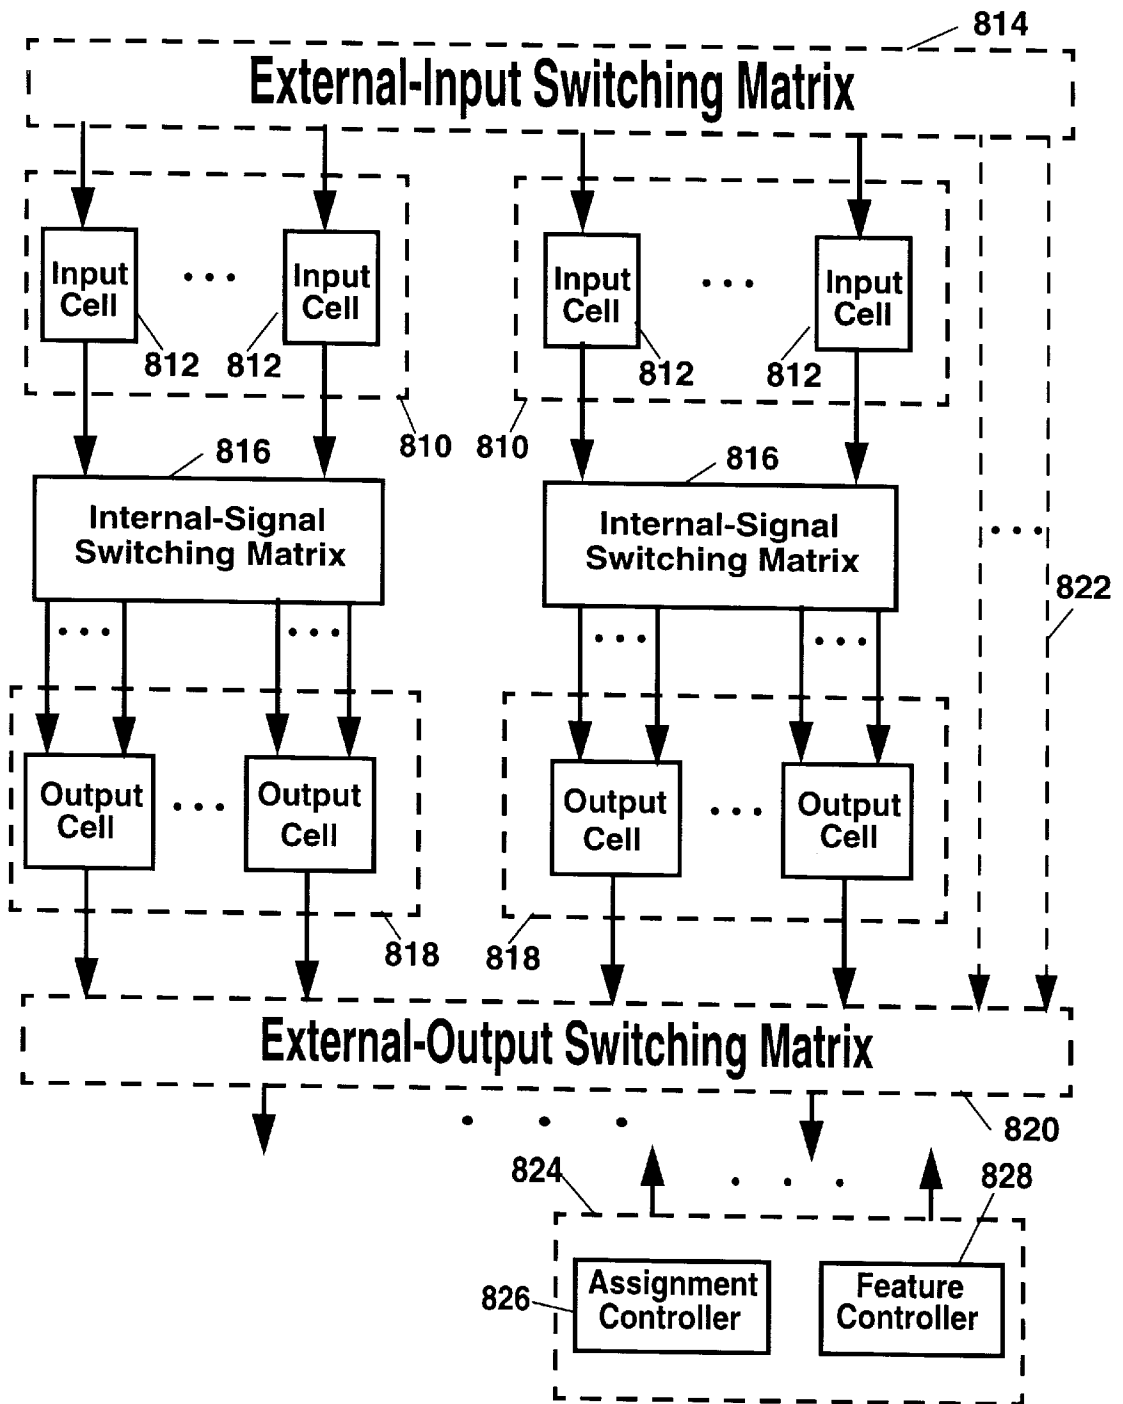 814
External-Input Switching Matrix
Input
Cell
• • •
Input
Cell
Input
Cell
• • •
Input
Cell
812
812
812
812
810
810
816
816
Internal-Signal
Switching Matrix
Internal-Signal
Switching Matrix
• • •
822
• • •
• • •
• • •
• • •
Output
Cell
• • •
Output
Cell
Output
Cell
• • •
Output
Cell
818
818
External-Output Switching Matrix
820
• • •
824
• • •
828
826
Assignment
Controller
Feature
Controller